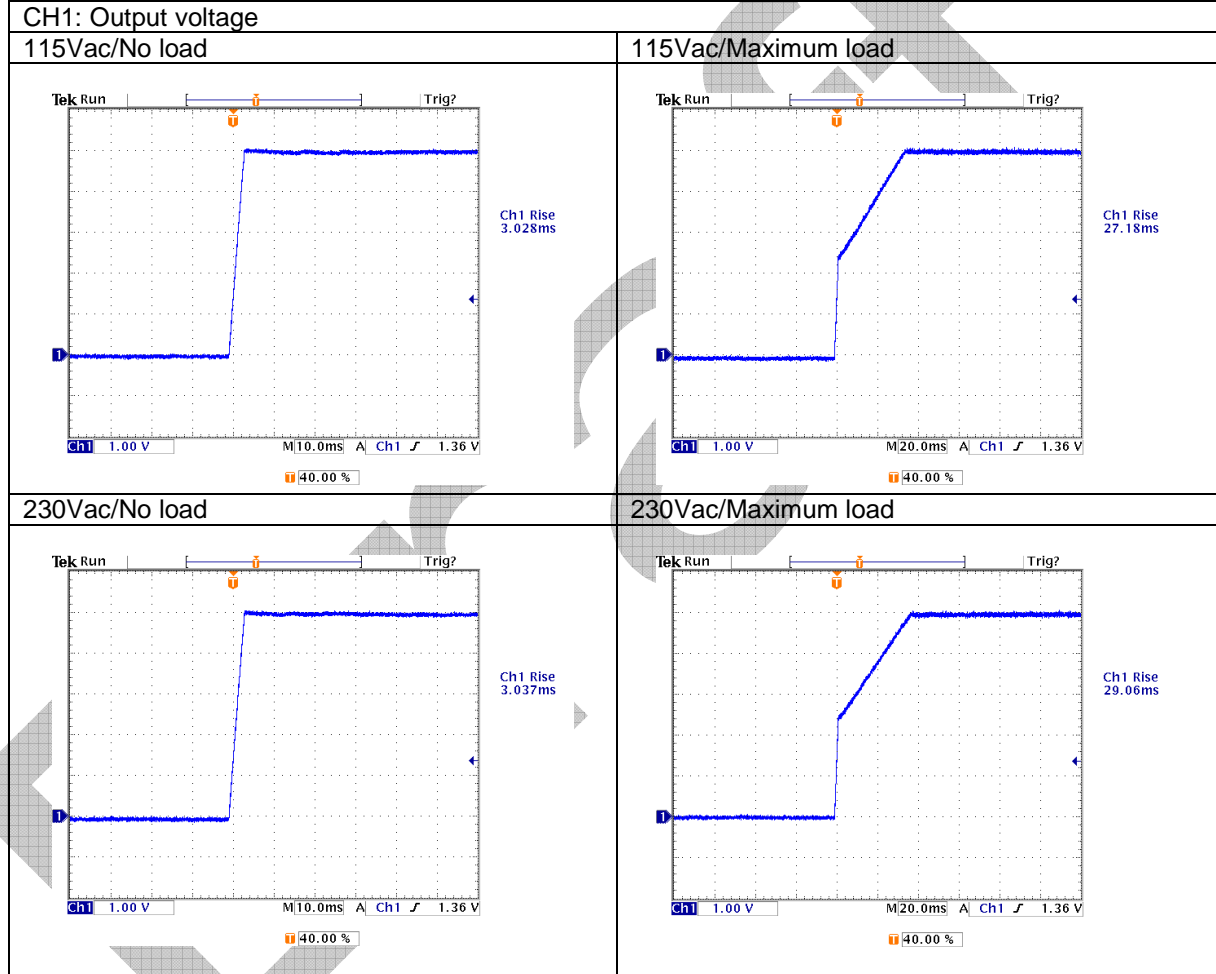 CH1: Output voltage
115Vac/No load
115Vac/Maximum load
Tek Run
Trig?
T
T
Ch1 Rise
3.028ms
1
Ch1 1.00 V M 10.0ms A Ch1 1.36 V
T 40.00 %
Tek Run
Trig?
T
T
Ch1 Rise
27.18ms
1
Ch1 1.00 V M 20.0ms A Ch1 1.36 V
T 40.00 %
230Vac/No load
230Vac/Maximum load
Tek Run
Trig?
T
T
Ch1 Rise
3.037ms
1
Ch1 1.00 V M 10.0ms A Ch1 1.36 V
T 40.00 %
Tek Run
Trig?
T
T
Ch1 Rise
29.06ms
1
Ch1 1.00 V M 20.0ms A Ch1 1.36 V
T 40.00 %